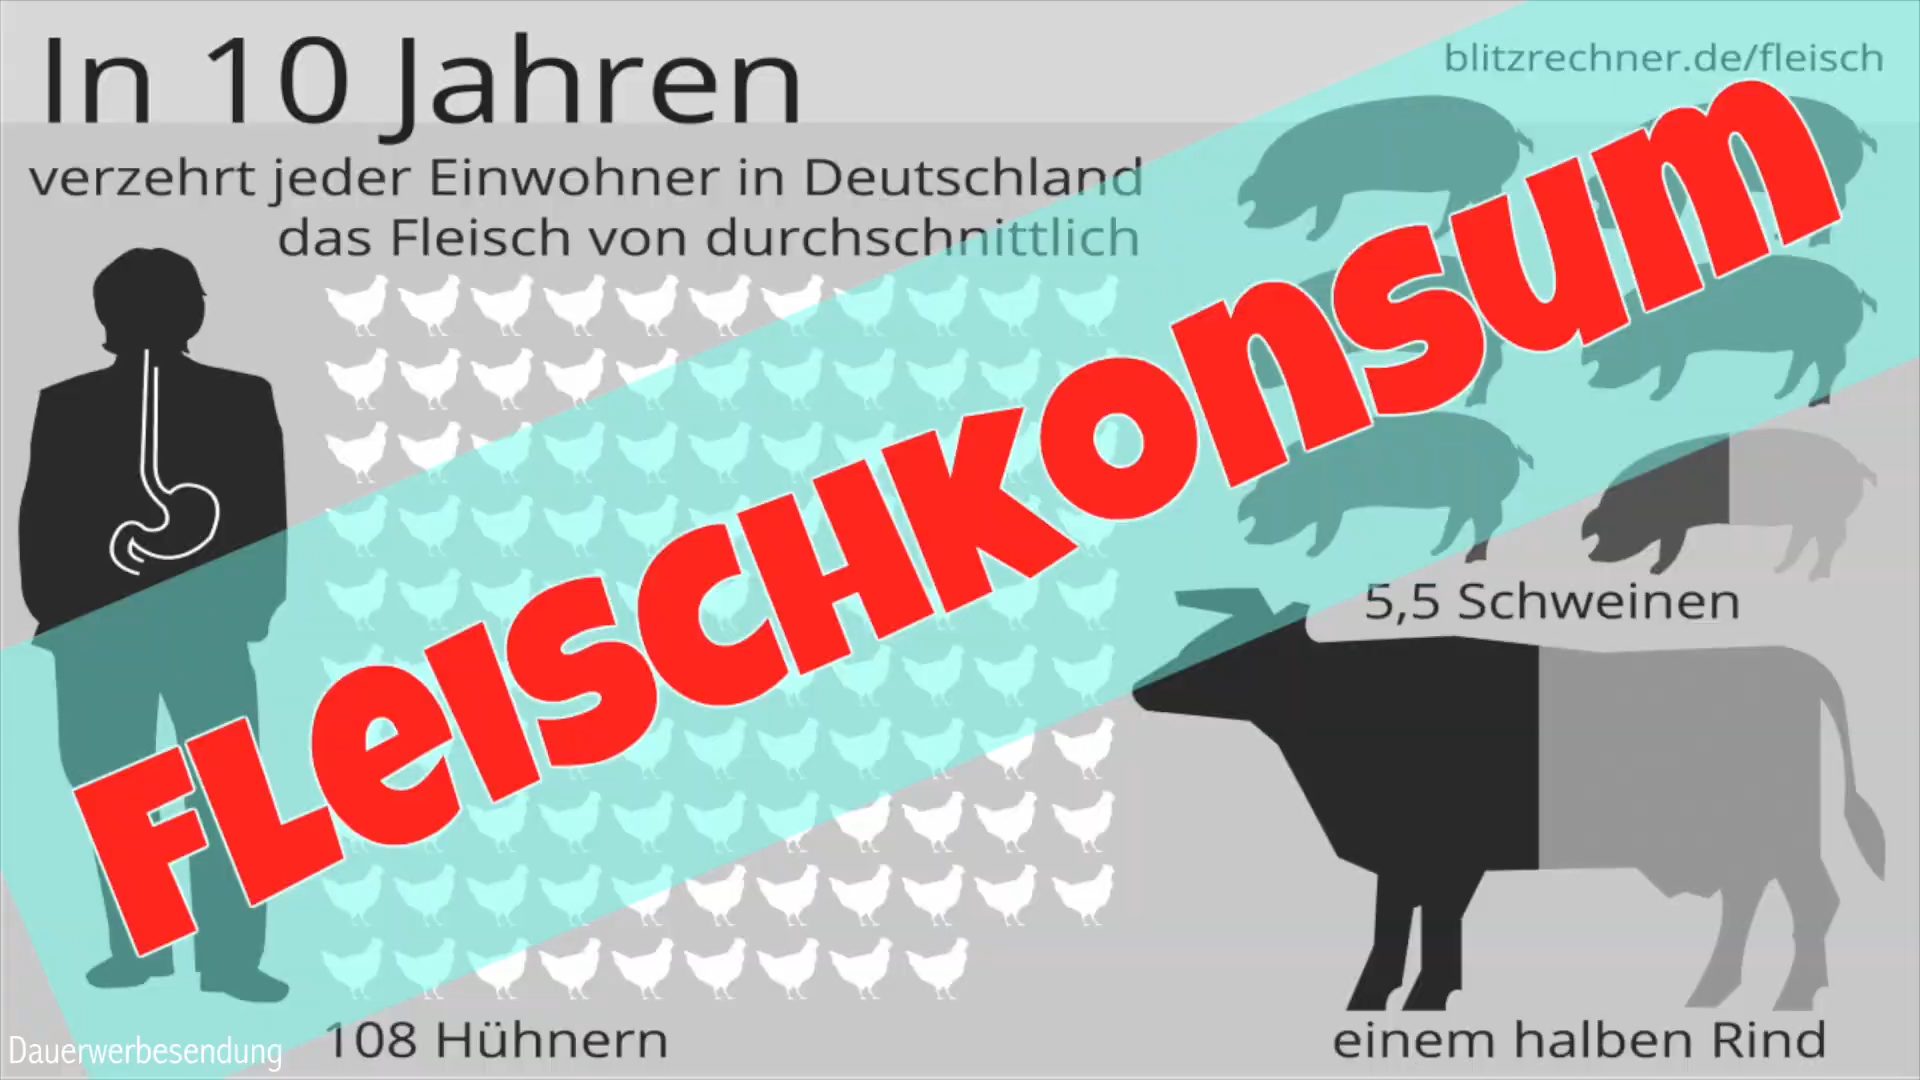 In 10 Jahren
blitzrechner.de/fleisch
verzehrt jeder Einwohner in Deutschland
das Fleisch von durchschnittlich
Fleischkonsum
5,5 Schweinen
108 Hühnern
einem halben Rind
Dauerwerbesendung